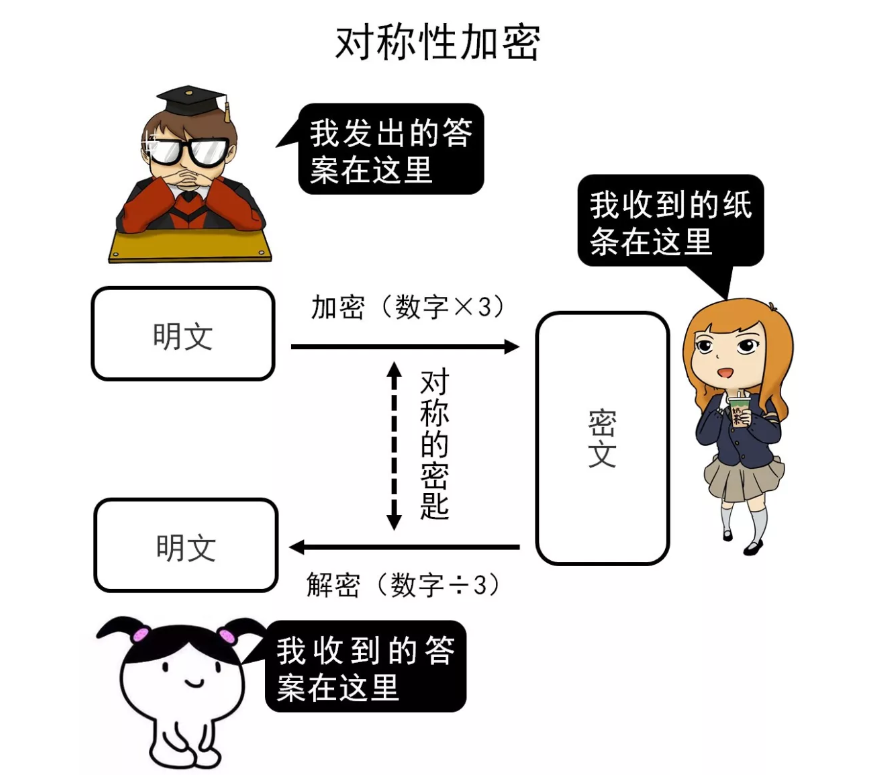 对称性加密
我发出的答
案在这里
我收到的纸
条在这里
加密（数字×3）
明文
对称的密匙
密文
明文
解密（数字÷3）
我收到的答
案在这里